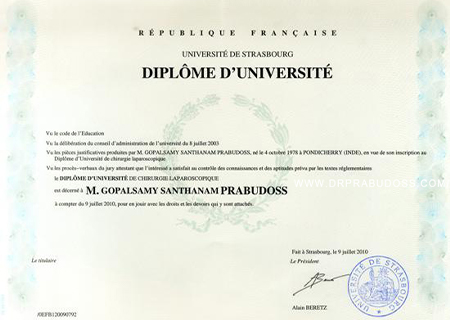 RÉPUBLIQUE FRANÇAISE
UNIVERSITÉ DE STRASBOURG
DIPLÔME D'UNIVERSITÉ
Vu le code de l'Education
Vu la délibération du conseil d'administration de l'université du 8 juillet 2003
Vu les pièces justificatives produites par M. GOPALSAMY SANTHANAM PRABUDOSS, né le 4 octobre 1978 à PONDICHERRY (INDE), en vue de son inscription au
Diplôme d'Université de chirurgie laparoscopique
Vu les procès-verbaux du jury attestant que l'intéressé a satisfait au contrôle des connaissances et des aptitudes prévu par les textes réglementaires
le DIPLÔME D'UNIVERSITÉ DE CHIRURGIE LAPAROSCOPIQUE
est décerné à M. GOPALSAMY SANTHANAM PRABUDOSS
WWW.DRPRABUDOSS.COM
à compter du 9 juillet 2010, pour en jouir avec les droits et les devoirs qui y sont attachés.
Fait à Strasbourg, le 9 juillet 2010
Le titulaire
Le Président
UNIVERSITÉ DE STRASBOURG
Alain BERETZ
/0EFB120090792